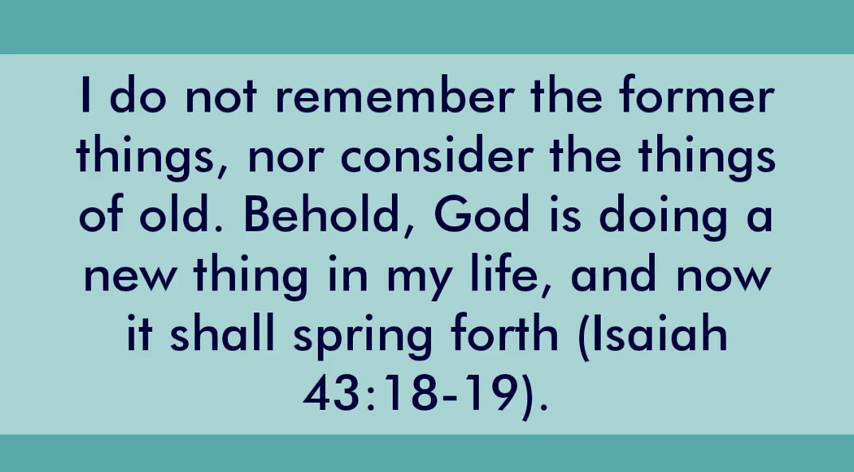 I do not remember the former
things, nor consider the things
of old. Behold, God is doing a
new thing in my life, and now
it shall spring forth (Isaiah
43:18-19).